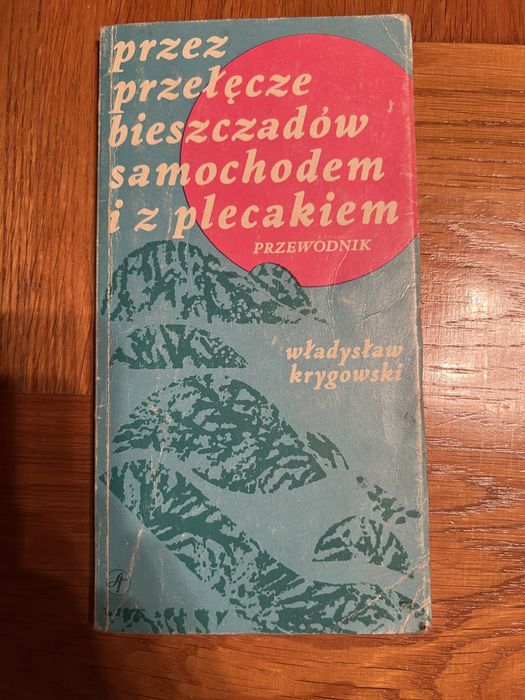 przez
przełęcze
bieszczadów
samochodem
i z plecakiem
PRZEWODNIK
władysław
krygowski